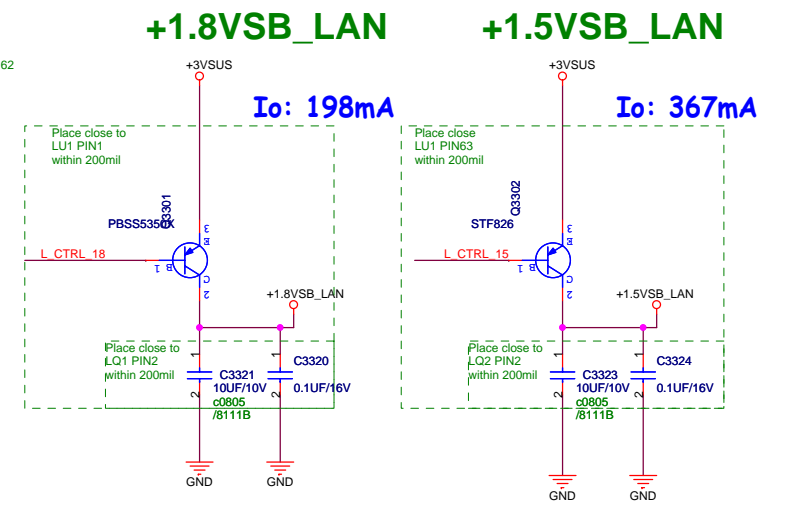 +1.8VSB_LAN
+1.5VSB_LAN
62
+3VSUS
+3VSUS
Io: 198mA
Io: 367mA
Place close to
LU1 PIN1
within 200mil
Place close
LU1 PIN63
within 200mil
Q3301
PBSS5350X
3
E
L_CTRL_18
1
B
C
2
+1.8VSB_LAN
Q3302
STF826
3
E
L_CTRL_15
1
B
C
2
+1.5VSB_LAN
Place close to
LQ1 PIN2
within 200mil
1
2
C3321
10UF/10V
c0805
/8111B
1
2
C3320
0.1UF/16V
GND
GND
Place close to
LQ2 PIN2
within 200mil
1
2
C3323
10UF/10V
c0805
/8111B
1
2
C3324
0.1UF/16V
GND
GND